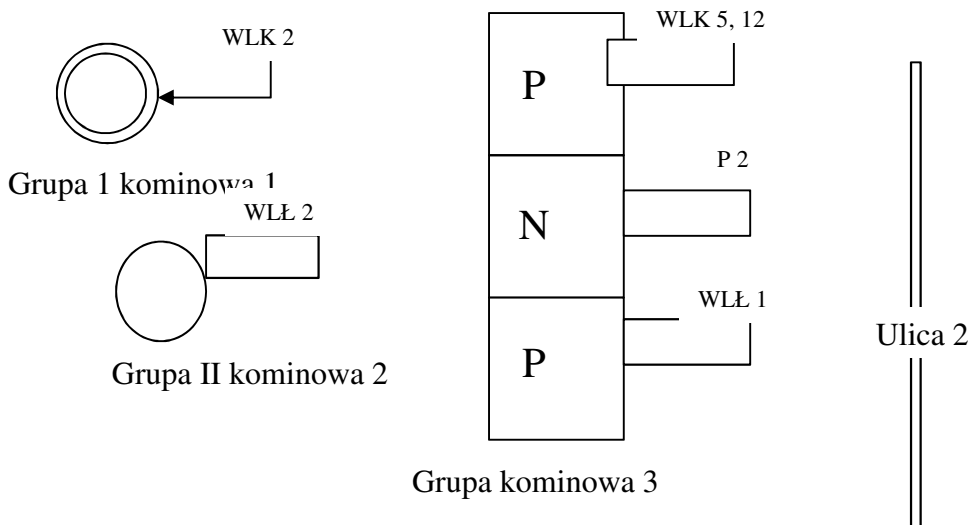 WLK 2
Grupa 1 kominowa 1
WLŁ 2
Grupa II kominowa 2
WLK 5, 12
P
P 2
N
WLŁ 1
P
Grupa kominowa 3
Ulica 2